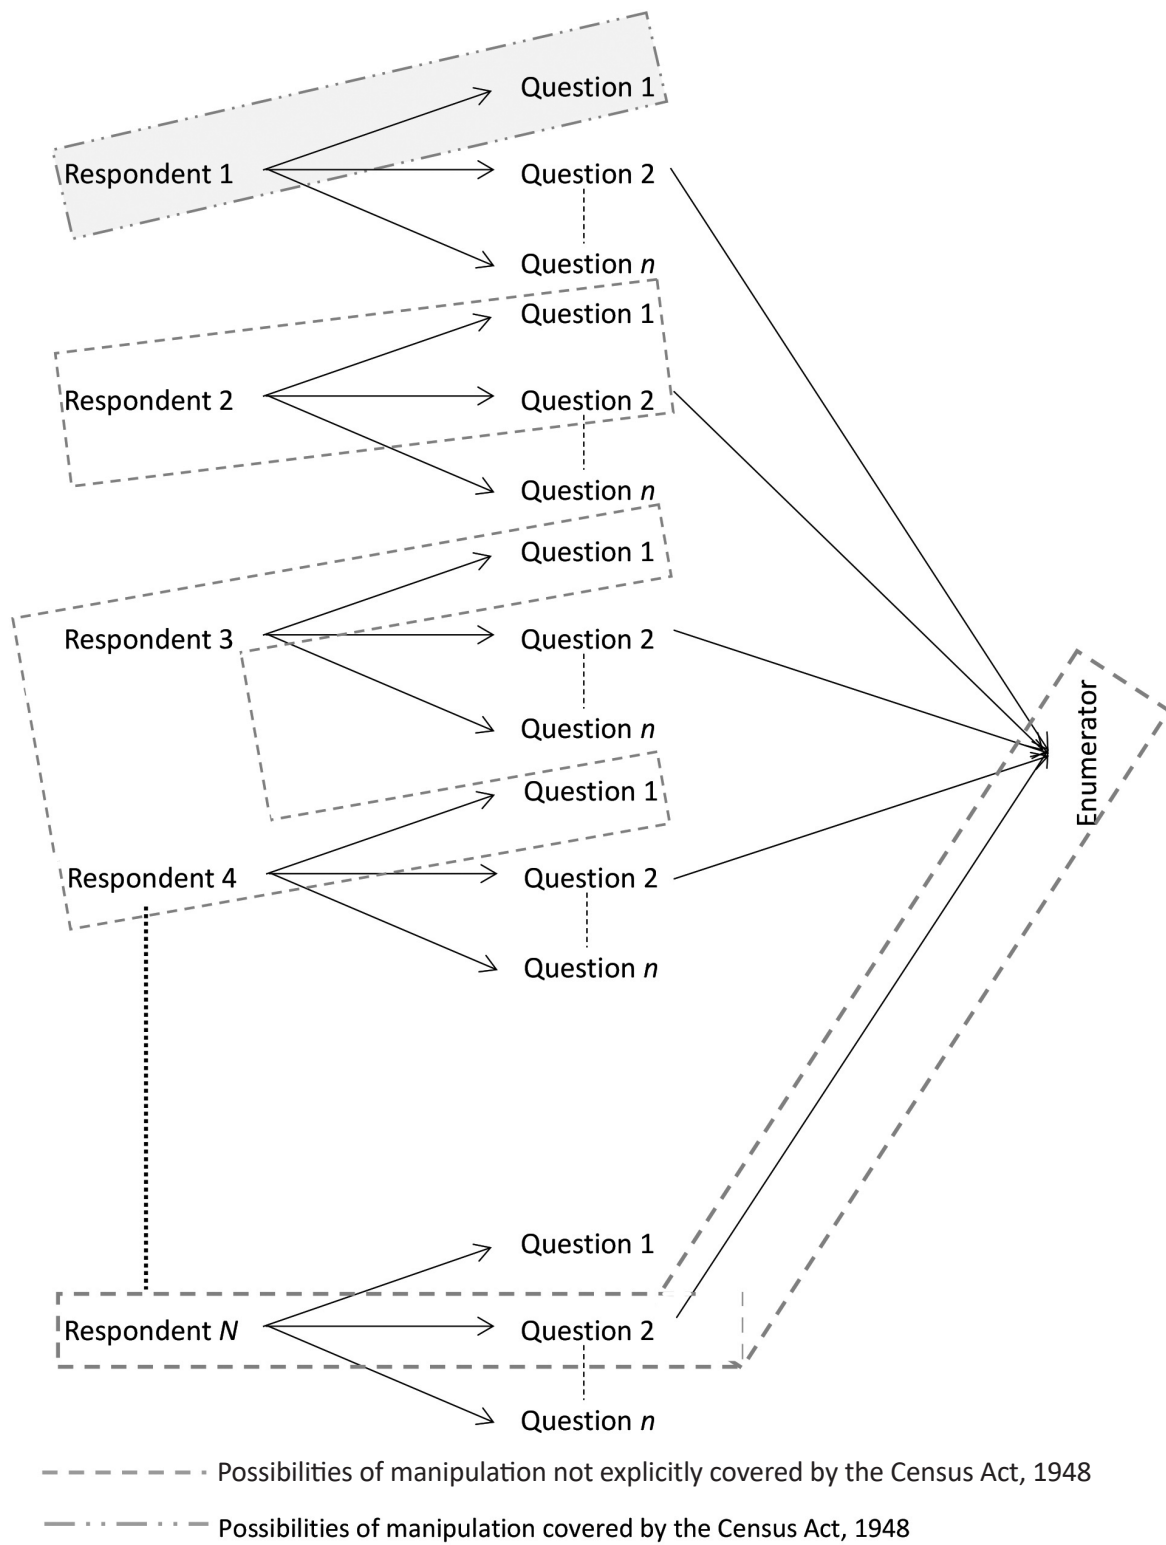 Question 1
Respondent 1
Question 2
Question n
Question 1
Respondent 2
Question 2
Question n
Question 1
Respondent 3
Question 2
Question n
Question 1
Respondent 4
Question 2
Question n
Enumerator
Question 1
Respondent N
Question 2
Question n
Possibilities of manipulation not explicitly covered by the Census Act, 1948
Possibilities of manipulation covered by the Census Act, 1948